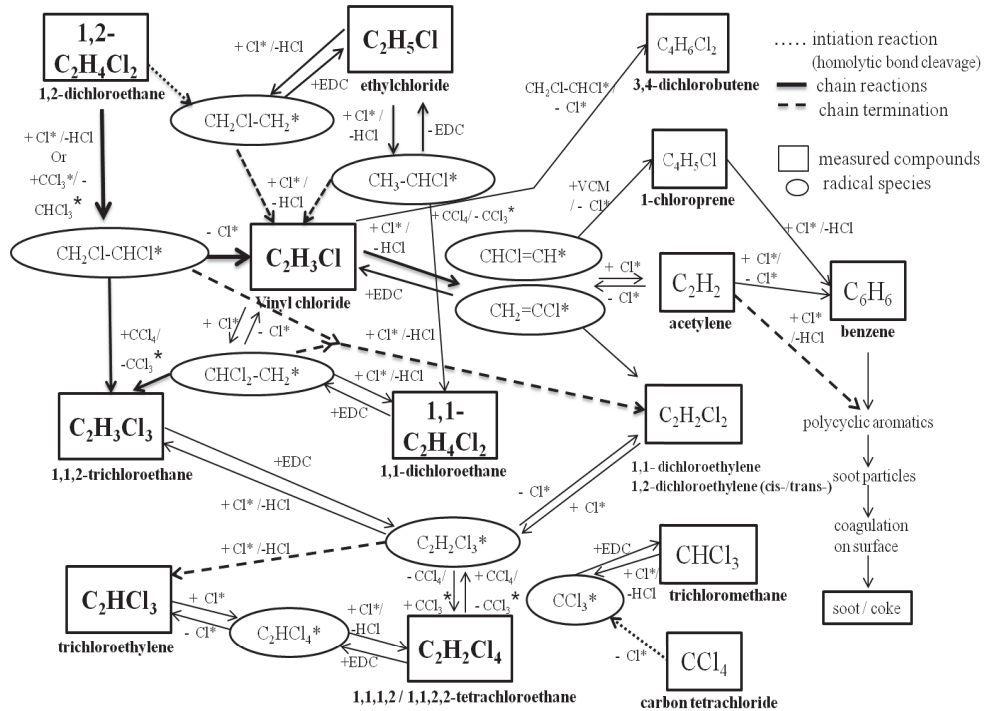 1,2-
C₂H₄Cl₂
1,2-dichloroethane
+ Cl* /-HCl
+EDC
C₂H₅Cl
ethylchloride
C₄H₆Cl₂
3,4-dichlorobutene
CH₂Cl-CHCl*
- Cl*
intiation reaction
(homolytic bond cleavage)
chain reactions
chain termination
measured compounds
radical species
CH₂Cl-CH₂*
+ Cl* /
-HCl
- EDC
+ Cl* /-HCl
Or
+CCl₃*/ -
CHCl₃*
+ Cl* /
- HCl
CH₃-CHCl*
+VCM
/ - Cl*
C₄H₅Cl
1-chloroprene
+ Cl* /-HCl
CH₂Cl-CHCl*
- Cl*
C₂H₃Cl
Vinyl chloride
+ Cl* /
- HCl
+EDC
+ CCl₄/ - CCl₃*
CHCl=CH*
CH₂=CCl*
+ Cl*
- Cl*
C₂H₂
acetylene
+ Cl*/
- Cl*
C₆H₆
benzene
+ Cl*
/-HCl
+CCl₄/
-CCl₃*
+ Cl*
- Cl*
+ Cl* /-HCl
CHCl₂-CH₂*
+ Cl* /-HCl
+EDC
C₂H₃Cl₃
1,1,2-trichloroethane
1,1-
C₂H₄Cl₂
1,1-dichloroethane
C₂H₂Cl₂
1,1- dichloroethylene
1,2-dichloroethylene (cis-/trans-)
polycyclic aromatics
soot particles
coagulation
on surface
soot / coke
+EDC
+ Cl* /-HCl
- Cl*
+ Cl*
C₂H₂Cl₃*
+ Cl* /-HCl
- CCl₄/
+ CCl₃*
+ CCl₄/
- CCl₃*
C₂HCl₃
trichloroethylene
+ Cl*
- Cl*
C₂HCl₄*
+ Cl*/
-HCl
+EDC
C₂H₂Cl₄
1,1,1,2 / 1,1,2,2-tetrachloroethane
CCl₃*
+EDC
+ Cl*/
-HCl
CHCl₃
trichloromethane
- Cl*
CCl₄
carbon tetrachloride